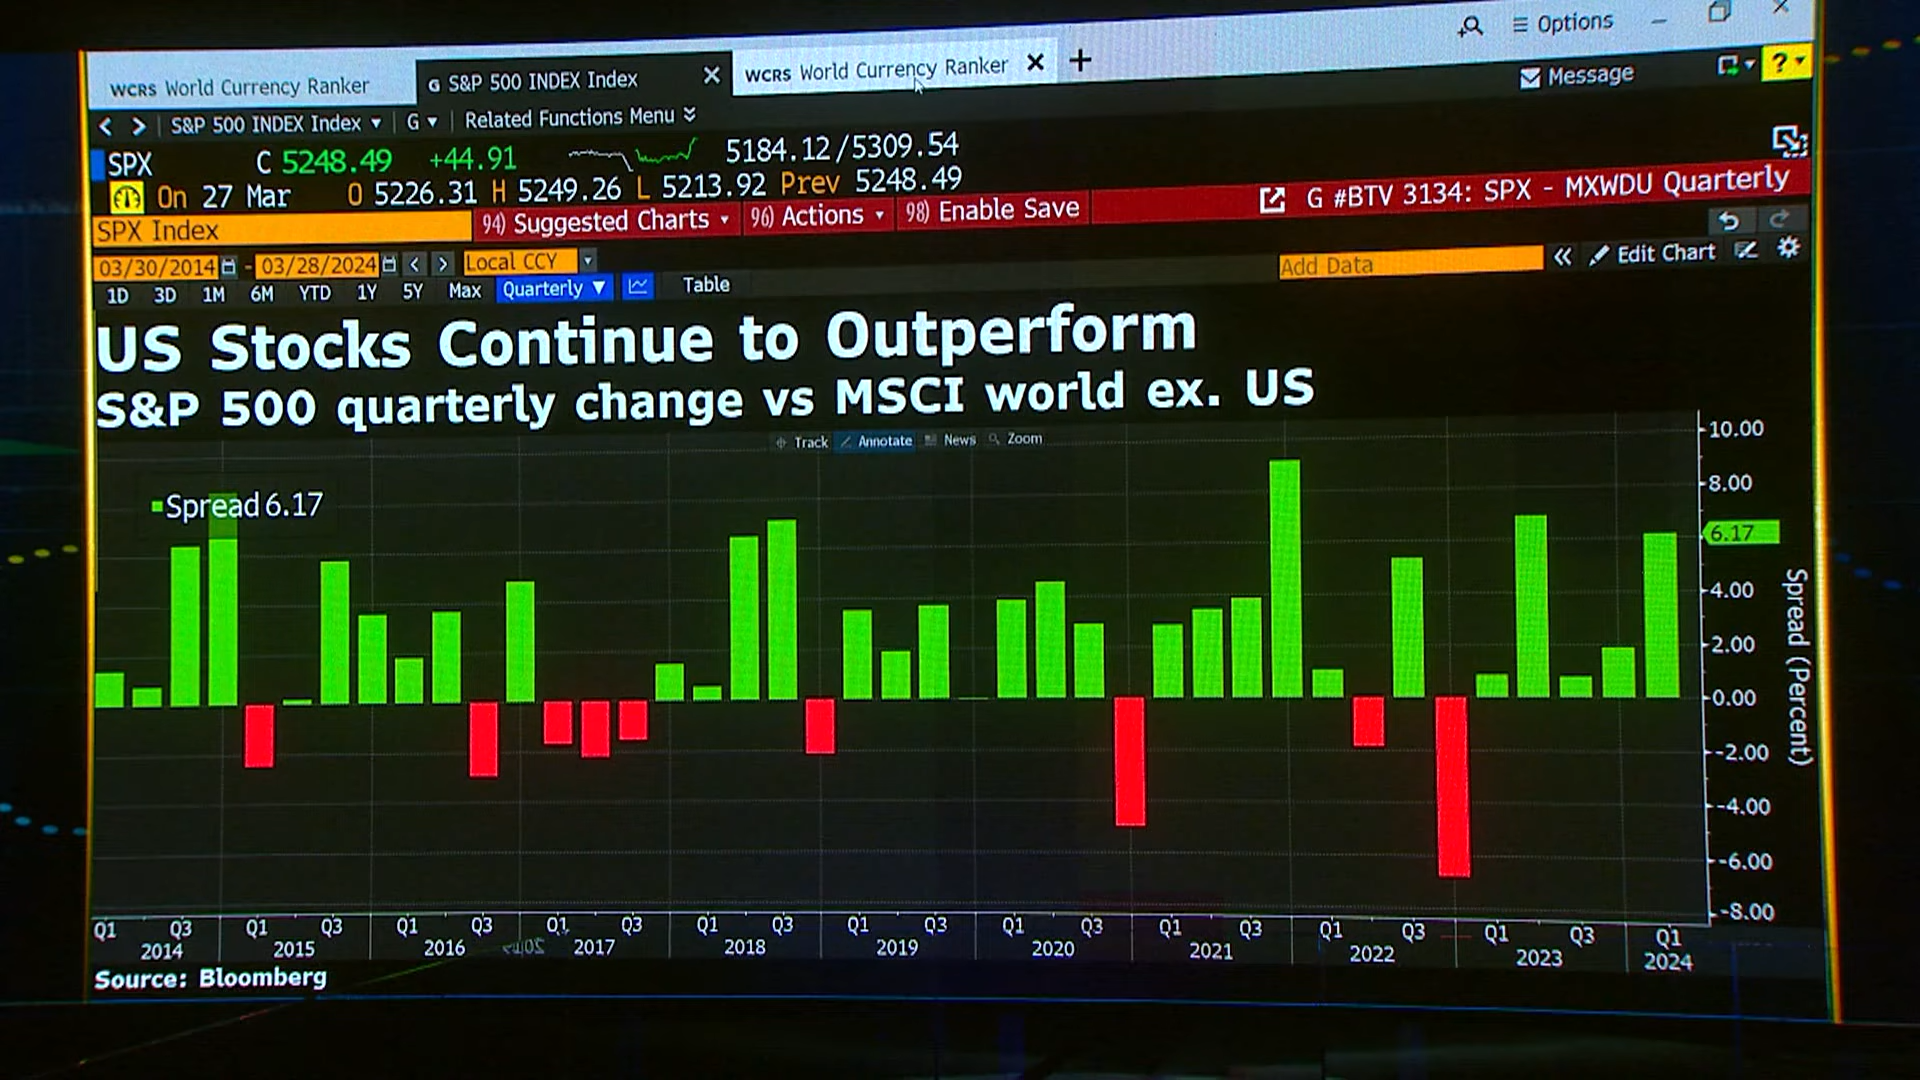 Options
WCRS World Currency Ranker
G S&P 500 INDEX Index
WCRS World Currency Ranker
Message
S&P 500 INDEX Index
G
Related Functions Menu
SPX C 5248.49 +44.91 5184.12/5309.54
On 27 Mar O 5226.31 H 5249.26 L 5213.92 Prev 5248.49
SPX Index 94) Suggested Charts 96) Actions 98) Enable Save G #BTV 3134: SPX - MXWDU Quarterly
03/30/2014 - 03/28/2024 Local CCY Add Data Edit Chart
1D 3D 1M 6M YTD 1Y 5Y Max Quarterly Table
US Stocks Continue to Outperform
S&P 500 quarterly change vs MSCI world ex. US
Track Annotate News Zoom
Spread 6.17
10.00
8.00
6.17
4.00
2.00
0.00
-2.00
-4.00
-6.00
-8.00
Spread (Percent)
Q1 Q3 Q1 Q3 Q1 Q3 Q1 Q3 Q1 Q3 Q1 Q3 Q1 Q3 Q1 Q3 Q1 Q3 Q1 Q3 Q1
2014 2015 2016 2017 2018 2019 2020 2021 2022 2023 2024
Source: Bloomberg